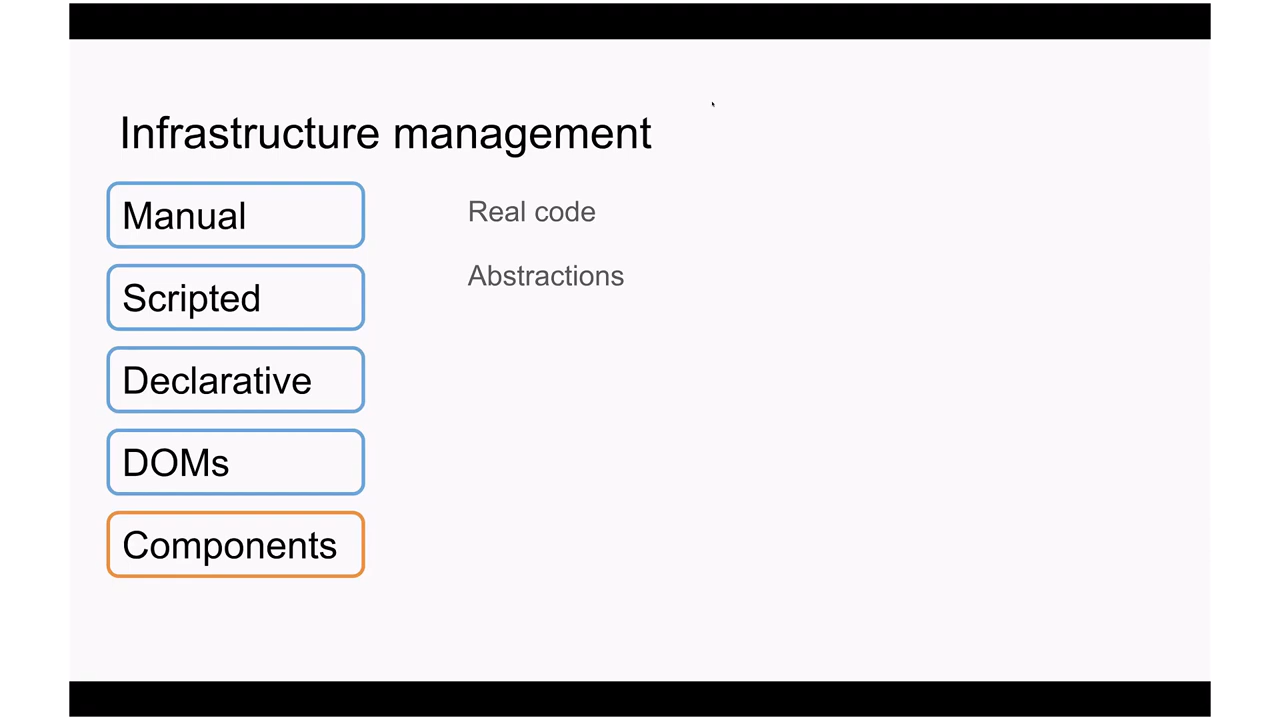 Infrastructure management
Manual
Scripted
Declarative
DOMs
Components
Real code
Abstractions